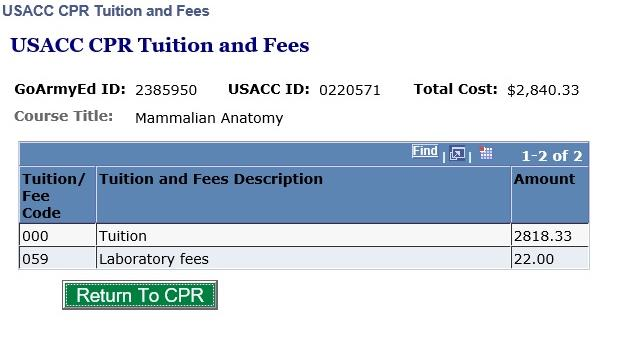 USACC CPR Tuition and Fees
USACC CPR Tuition and Fees
GoArmyEd ID: 2385950 USACC ID: 0220571 Total Cost: $2,840.33
Course Title: Mammalian Anatomy
Find | | 1-2 of 2
Tuition/ Fee Code Tuition and Fees Description Amount
000 Tuition 2818.33
059 Laboratory fees 22.00
Return To CPR